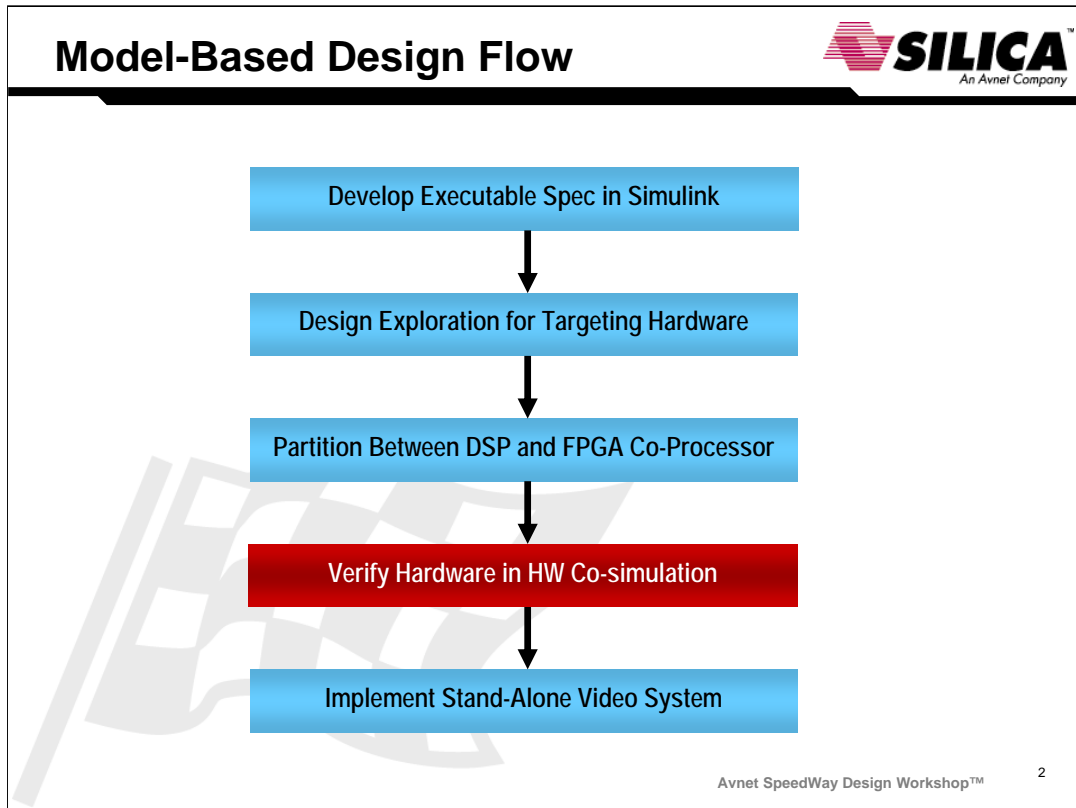 Model-Based Design Flow
SILICA™
An Avnet Company
Develop Executable Spec in Simulink
Design Exploration for Targeting Hardware
Partition Between DSP and FPGA Co-Processor
Verify Hardware in HW Co-simulation
Implement Stand-Alone Video System
Avnet SpeedWay Design Workshop™
2